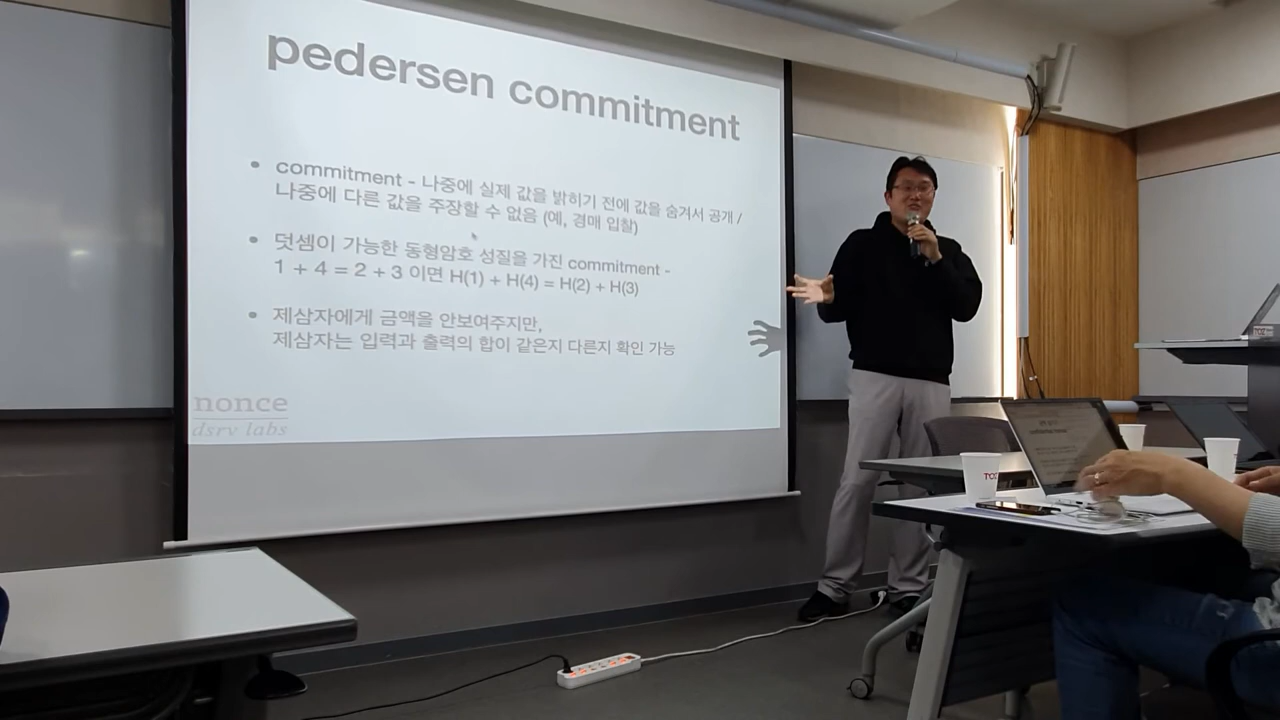 pedersen commitment
• commitment - 나중에 실제 값을 밝히기 전에 값을 숨겨서 공개 /
나중에 다른 값을 주장할 수 없음 (예, 경매 입찰)
• 덧셈이 가능한 동형암호 성질을 가진 commitment -
1 + 4 = 2 + 3 이면 H(1) + H(4) = H(2) + H(3)
• 제삼자에게 금액을 안보여주지만,
제삼자는 입력과 출력의 합이 같은지 다른지 확인 가능
nonce
dsrv labs